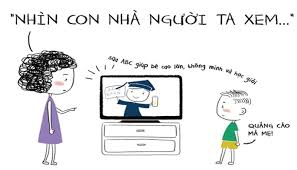 "NHÌN CON NHÀ NGƯỜI TA XEM..."
sữa ABC giúp bé cao lớn, thông minh và học giỏi
QUẢNG CÁO
MÀ MẸ!